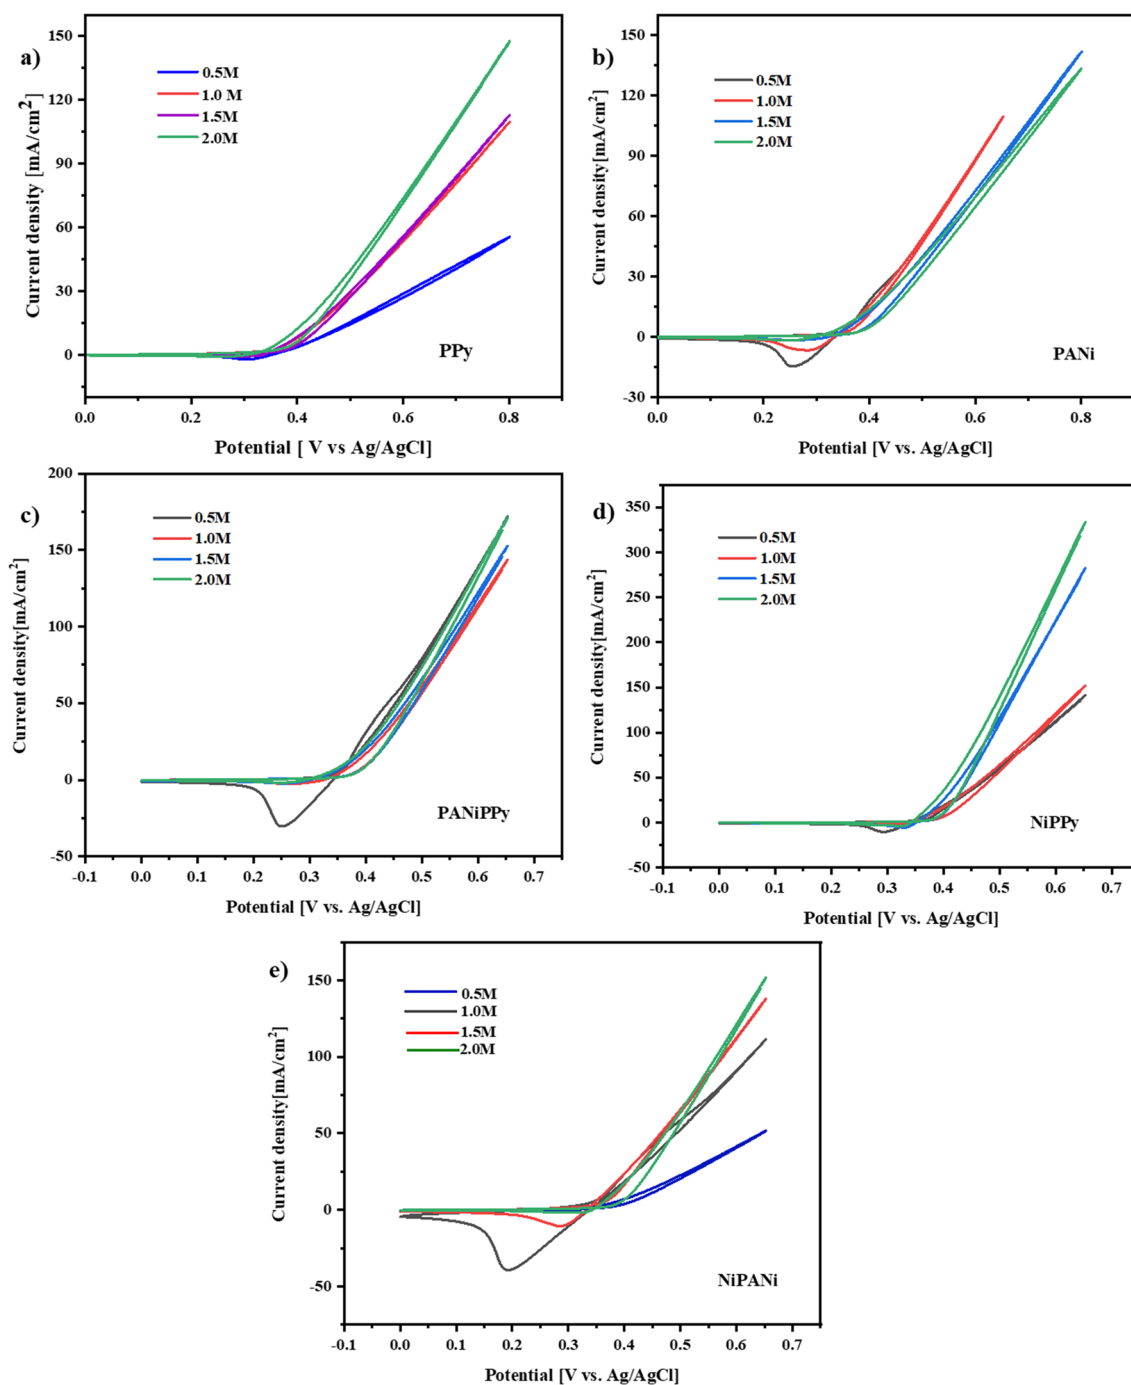 a)
Current density [mA/cm2]
150
120
90
60
30
0
0.5M
1.0 M
1.5M
2.0M
PPy
0.0
0.2
0.4
0.6
0.8
Potential [ V vs Ag/AgCl]
b)
Current density[mA/cm2]
150
120
90
60
30
0
-30
0.5M
1.0M
1.5M
2.0M
PANi
0.0
0.2
0.4
0.6
0.8
Potential [V vs. Ag/AgCl]
c)
Current density[mA/cm2]
200
150
100
50
0
-50
0.5M
1.0M
1.5M
2.0M
PANiPPy
-0.1
0.0
0.1
0.2
0.3
0.4
0.5
0.6
0.7
Potential [V vs. Ag/AgCl]
d)
Current density[mA/cm2]
350
300
250
200
150
100
50
0
-50
0.5M
1.0M
1.5M
2.0M
NiPPy
-0.1
0.0
0.1
0.2
0.3
0.4
0.5
0.6
0.7
Potential [V vs. Ag/AgCl]
e)
Current density[mA/cm2]
150
100
50
0
-50
0.5M
1.0M
1.5M
2.0M
NiPANi
-0.1
0.0
0.1
0.2
0.3
0.4
0.5
0.6
0.7
Potential [V vs. Ag/AgCl]